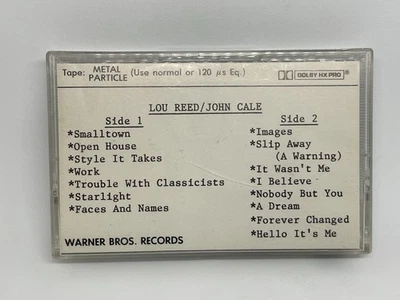 Tape: METAL PARTICLE (Use normal or 120 µs Eq.) DOLBY HX PRO®
LOU REED/JOHN CALE
Side 1
*Smalltown
*Open House
*Style It Takes
*Work
*Trouble With Classicists
*Starlight
*Faces And Names
Side 2
*Images
*Slip Away
(A Warning)
*It Wasn't Me
*I Believe
*Nobody But You
*A Dream
*Forever Changed
*Hello It's Me
WARNER BROS. RECORDS